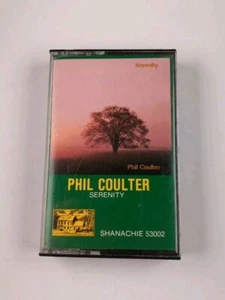 Serenity
Phil Coulter
PHIL COULTER
SERENITY
SHANACHIE 53002